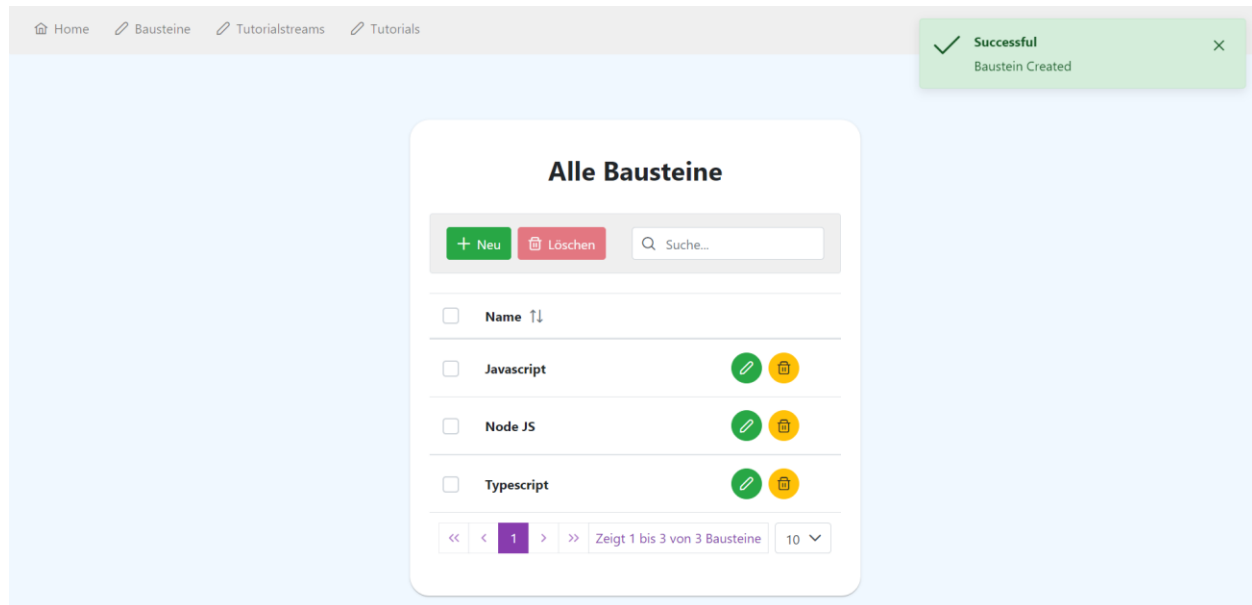 Home Bausteine Tutorialstreams Tutorials
Successful
Baustein Created
Alle Bausteine
Neu Löschen Suche...
Name
Javascript
Node JS
Typescript
1 Zeigt 1 bis 3 von 3 Bausteine 10